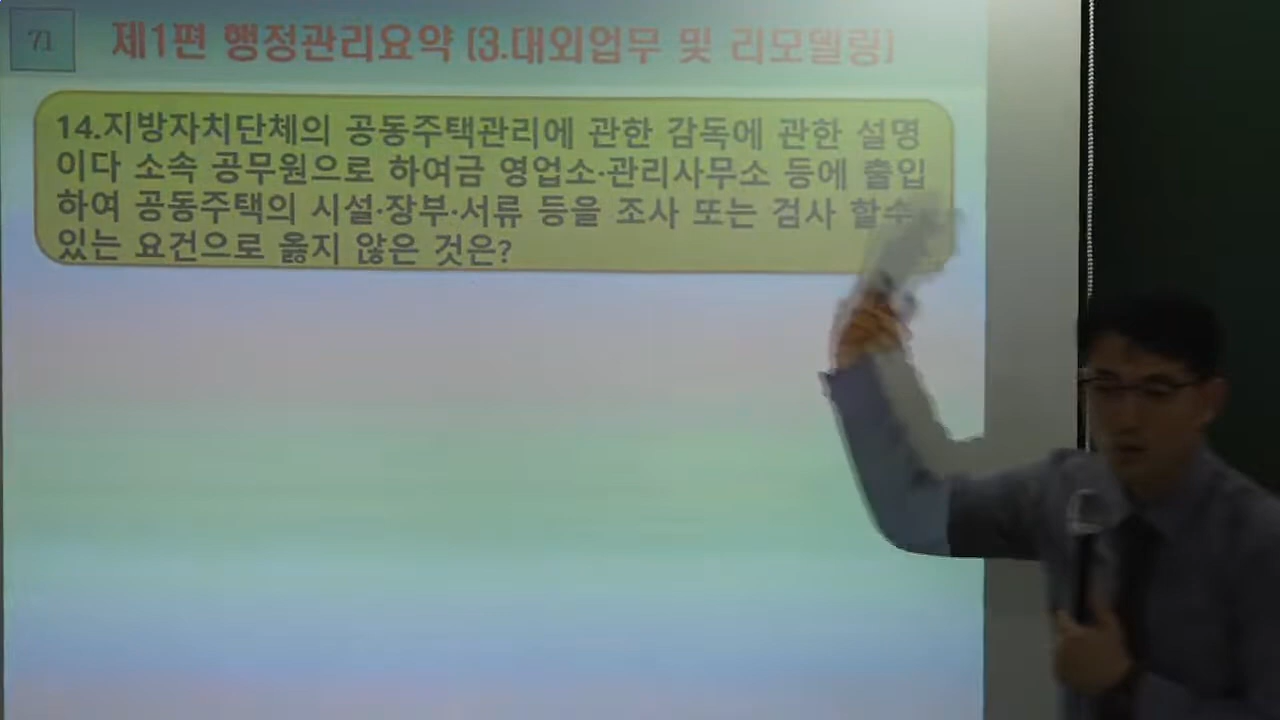 71
제1편 행정관리요약 (3.대외업무 및 리모델링)
14.지방자치단체의 공동주택관리에 관한 감독에 관한 설명
이다 소속 공무원으로 하여금 영업소·관리사무소 등에 출입
하여 공동주택의 시설·장부·서류 등을 조사 또는 검사 할수
있는 요건으로 옳지 않은 것은?